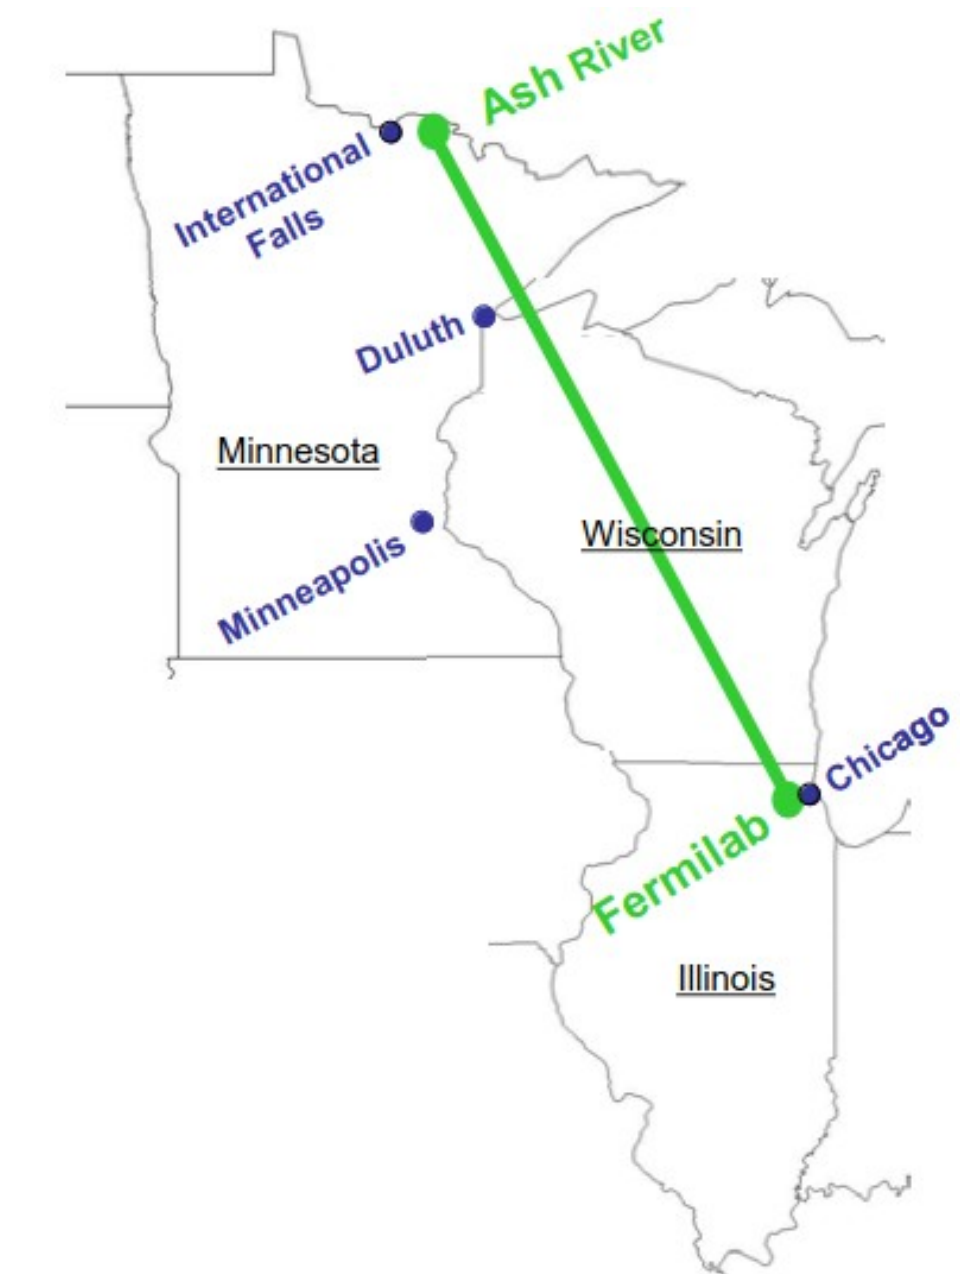 Ash River
International
Falls
Duluth
Minnesota
Minneapolis
Wisconsin
Chicago
Fermilab
Illinois